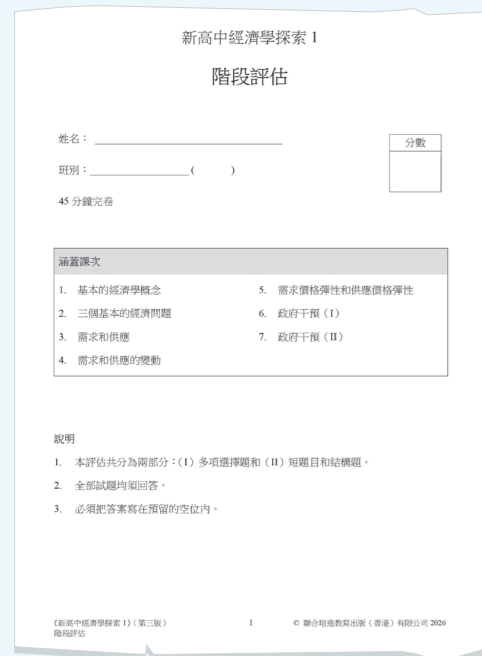 新高中經濟學探索 1
階段評估
姓名：
分數
班別： ( )
45 分鐘完卷
涵蓋課次
1. 基本的經濟學概念
2. 三個基本的經濟問題
3. 需求和供應
4. 需求和供應的變動
5. 需求價格彈性和供應價格彈性
6. 政府干預（I）
7. 政府干預（II）
說明
1. 本評估共分為兩部分：（I）多項選擇題和（II）短題目和結構題。
2. 全部試題均須回答。
3. 必須把答案寫在預留的空位內。
《新高中經濟學探索 1》（第三版）
階段評估
1
© 聯合培進教育出版（香港）有限公司 2026